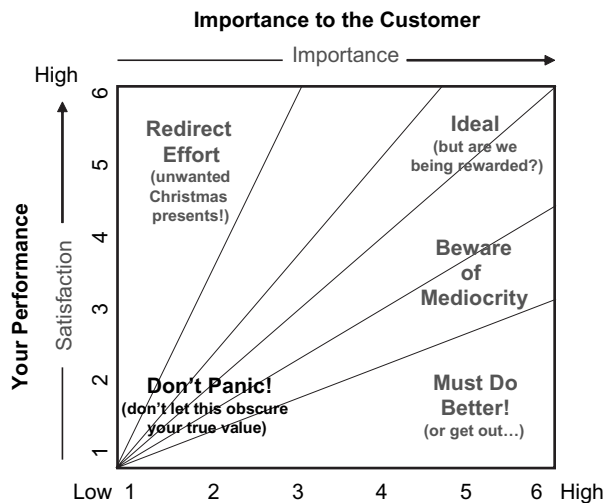 Importance to the Customer
Importance
High
Your Performance
Satisfaction
6
5
4
3
2
1
Redirect
Effort
(unwanted
Christmas
presents!)
Ideal
(but are we
being rewarded?)
Beware
of
Mediocrity
Don't Panic!
(don't let this obscure
your true value)
Must Do
Better!
(or get out…)
Low 1 2 3 4 5 6 High